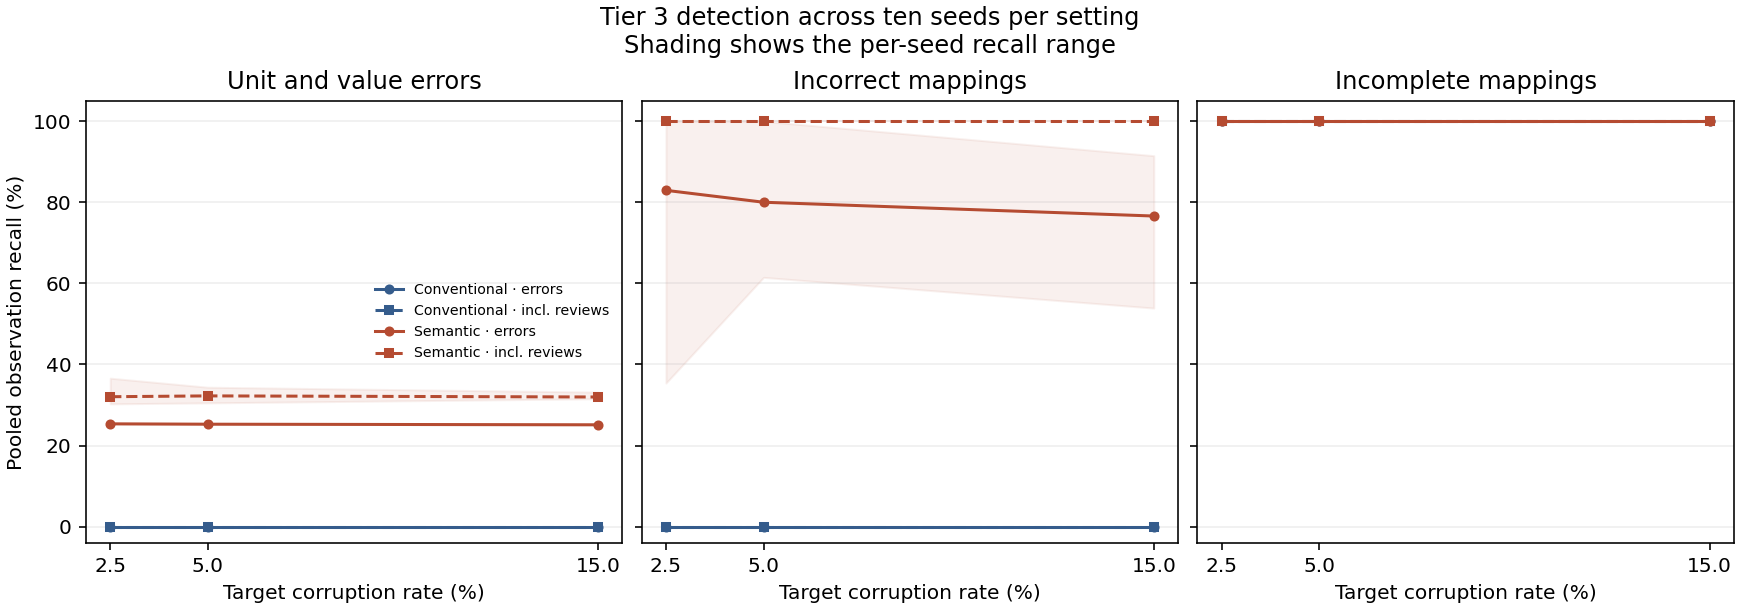 Tier 3 detection across ten seeds per setting
Shading shows the per-seed recall range
Unit and value errors
Incorrect mappings
Incomplete mappings
Pooled observation recall (%)
100
80
60
40
20
0
Conventional · errors
Conventional · incl. reviews
Semantic · errors
Semantic · incl. reviews
2.5 5.0 15.0
2.5 5.0 15.0
2.5 5.0 15.0
Target corruption rate (%)
Target corruption rate (%)
Target corruption rate (%)